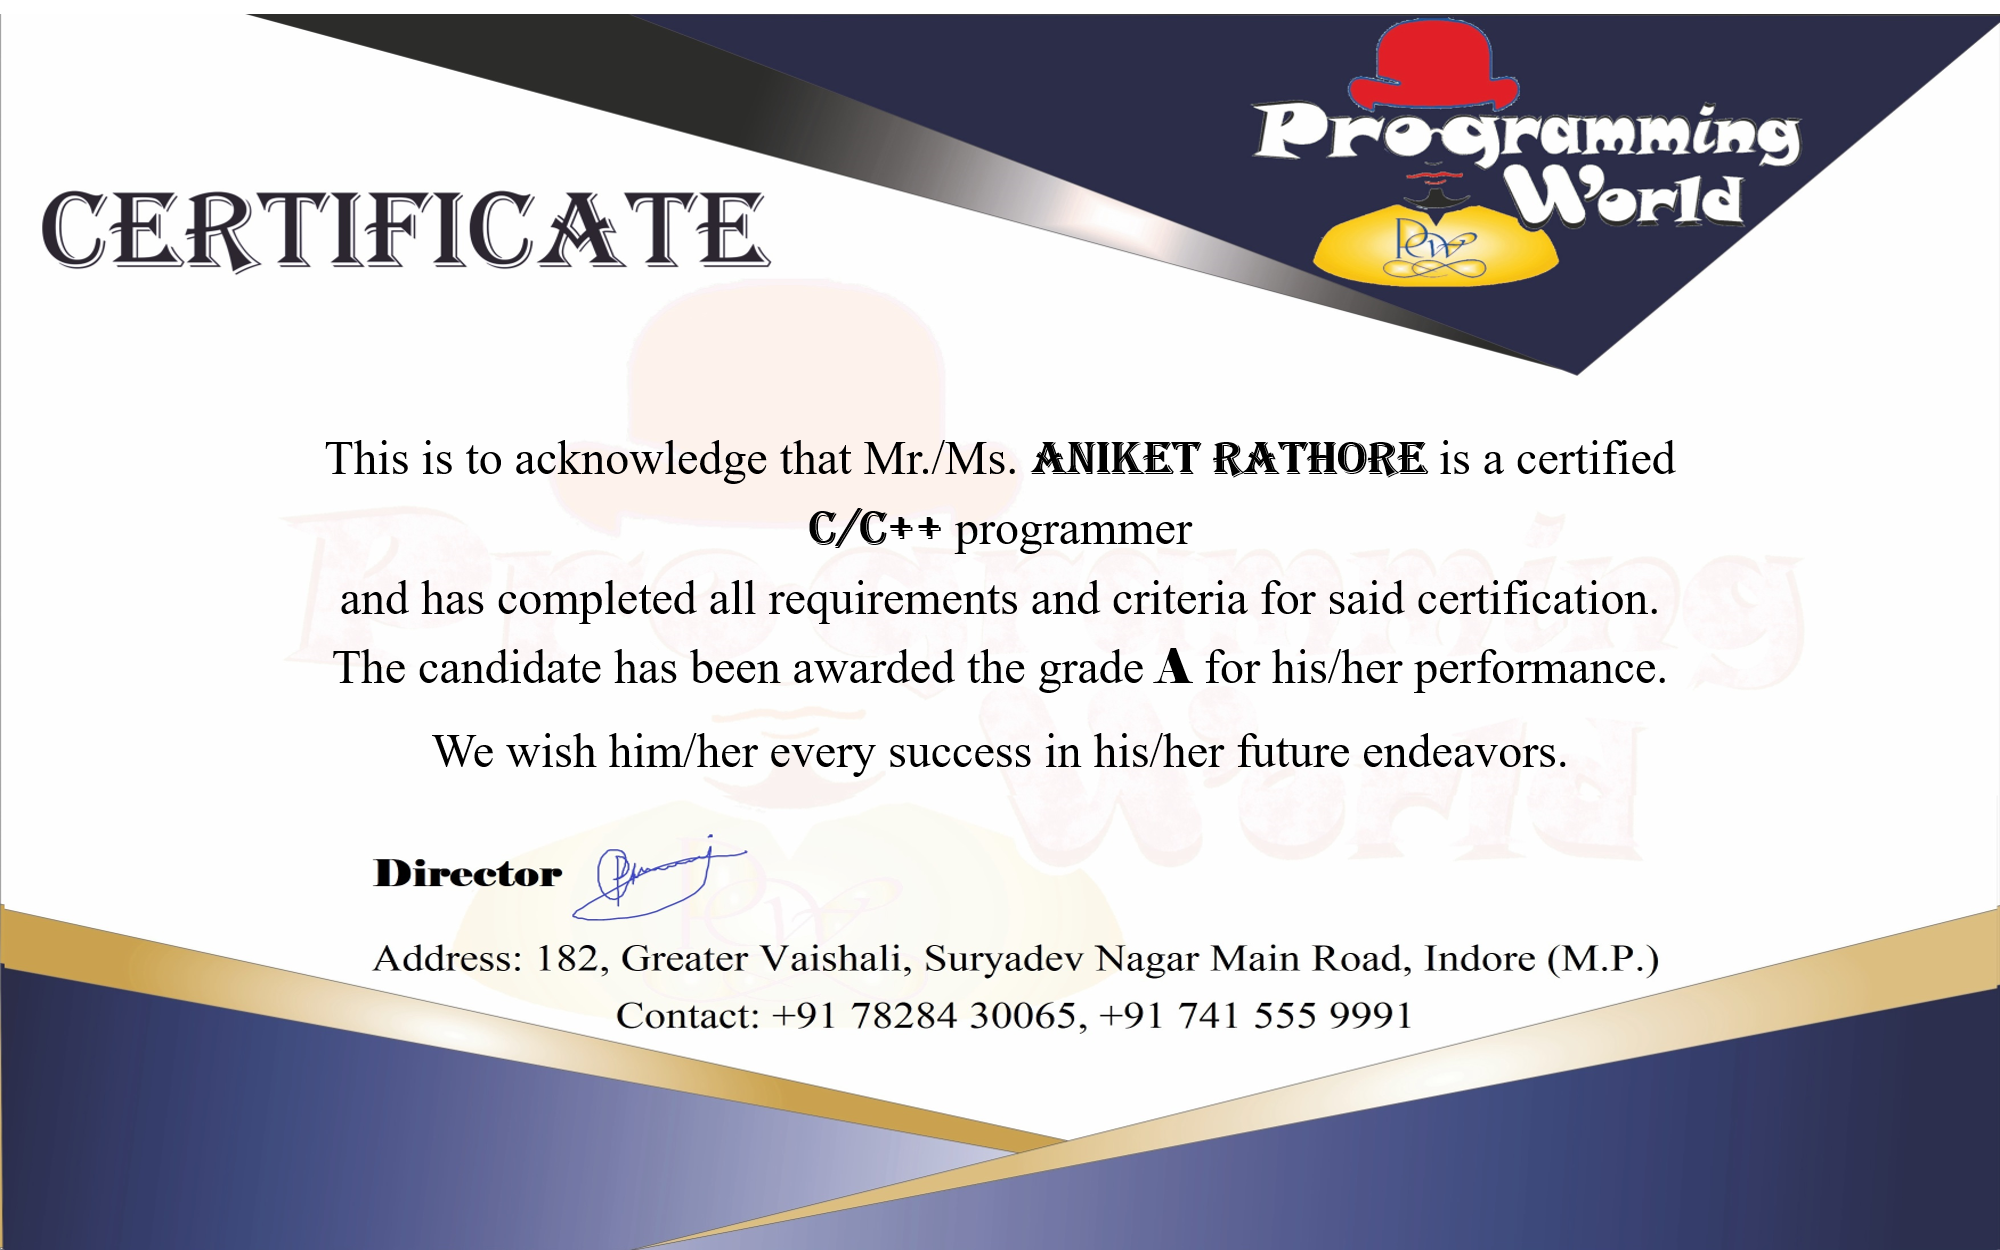 Programming
World
PCW
CERTIFICATE
This is to acknowledge that Mr./Ms. ANIKET RATHORE is a certified
C/C++ programmer
and has completed all requirements and criteria for said certification.
The candidate has been awarded the grade A for his/her performance.
We wish him/her every success in his/her future endeavors.
Director
Address: 182, Greater Vaishali, Suryadev Nagar Main Road, Indore (M.P.)
Contact: +91 78284 30065, +91 741 555 9991